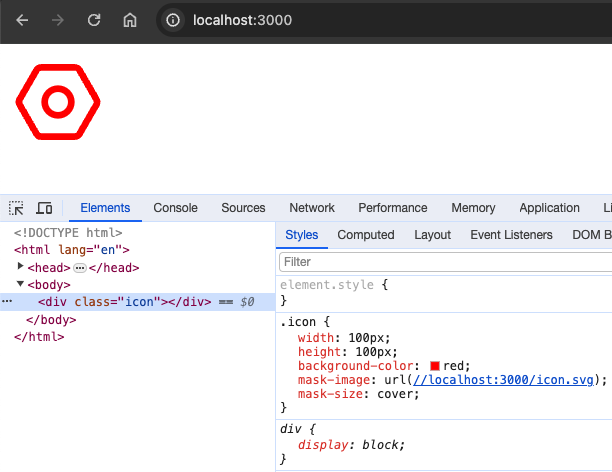 localhost:3000
Elements Console Sources Network Performance Memory Application Li
<!DOCTYPE html>
<html lang="en">
<head> … </head>
<body>
… <div class="icon"></div> == $0
</body>
</html>
Styles Computed Layout Event Listeners DOM B
Filter
element.style {
}
.icon {
width: 100px;
height: 100px;
background-color: red;
mask-image: url(//localhost:3000/icon.svg);
mask-size: cover;
}
div {
display: block;
}